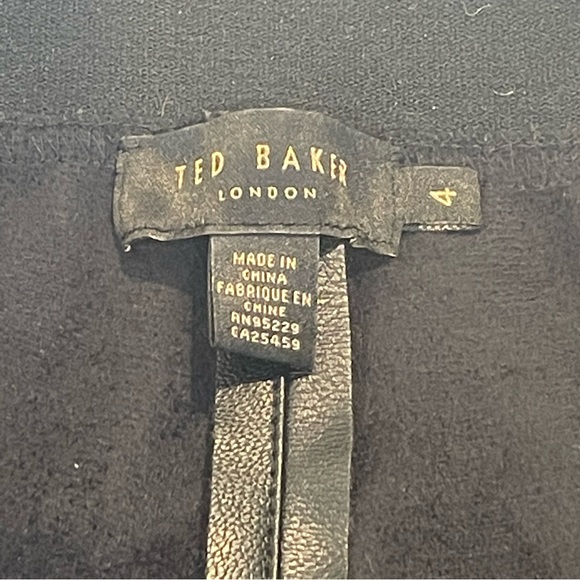 TED BAKER
LONDON
4
MADE IN
CHINA
FABRIQUE EN
CHINE
RN95229
CA25459